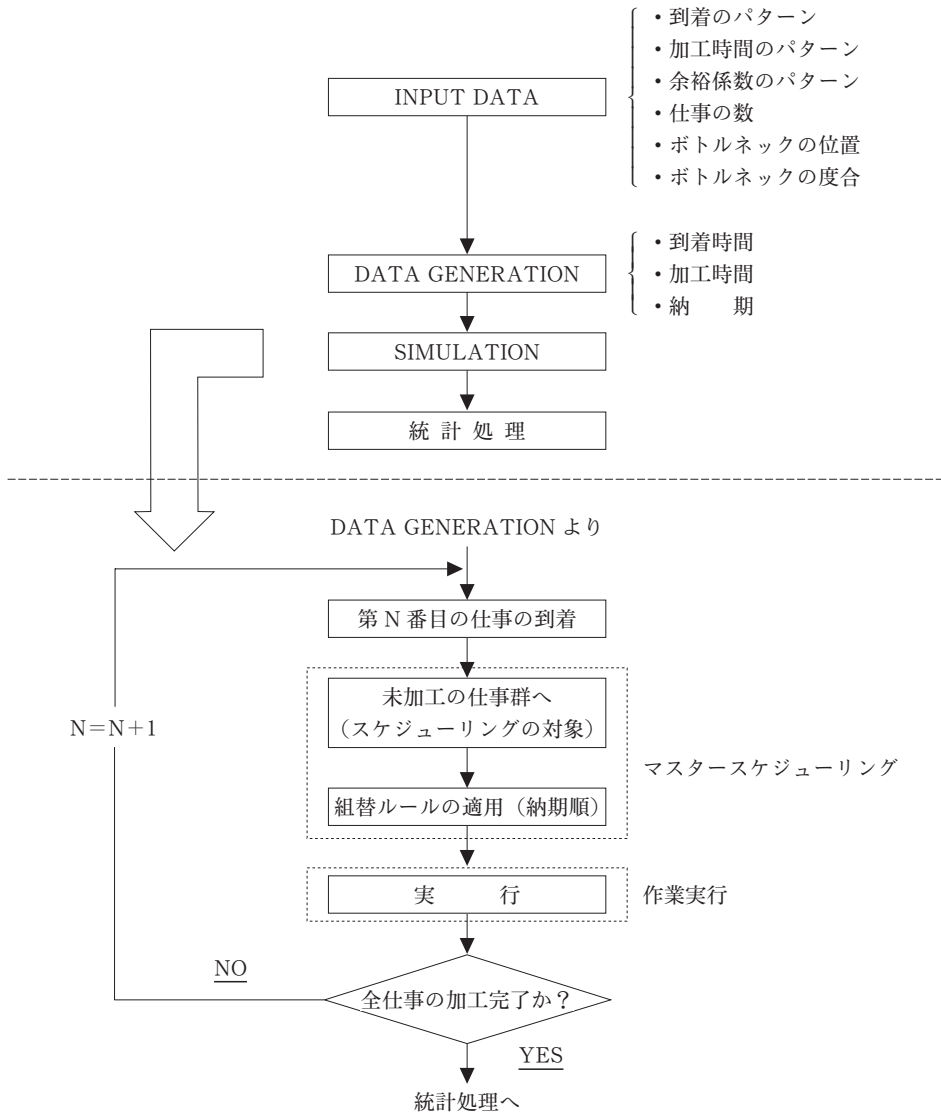 ・到着のパターン
・加工時間のパターン
INPUT DATA
・余裕係数のパターン
・仕事の数
・ボトルネックの位置
・ボトルネックの度合
・到着時間
DATA GENERATION
・加工時間
・納　　期
SIMULATION
統 計 処 理
DATA GENERATION より
第 N 番目の仕事の到着
未加工の仕事群へ
（スケジューリングの対象）
N＝N＋1
マスタースケジューリング
組替ルールの適用（納期順）
実　　　行
作業実行
NO
全仕事の加工完了か？
YES
統計処理へ